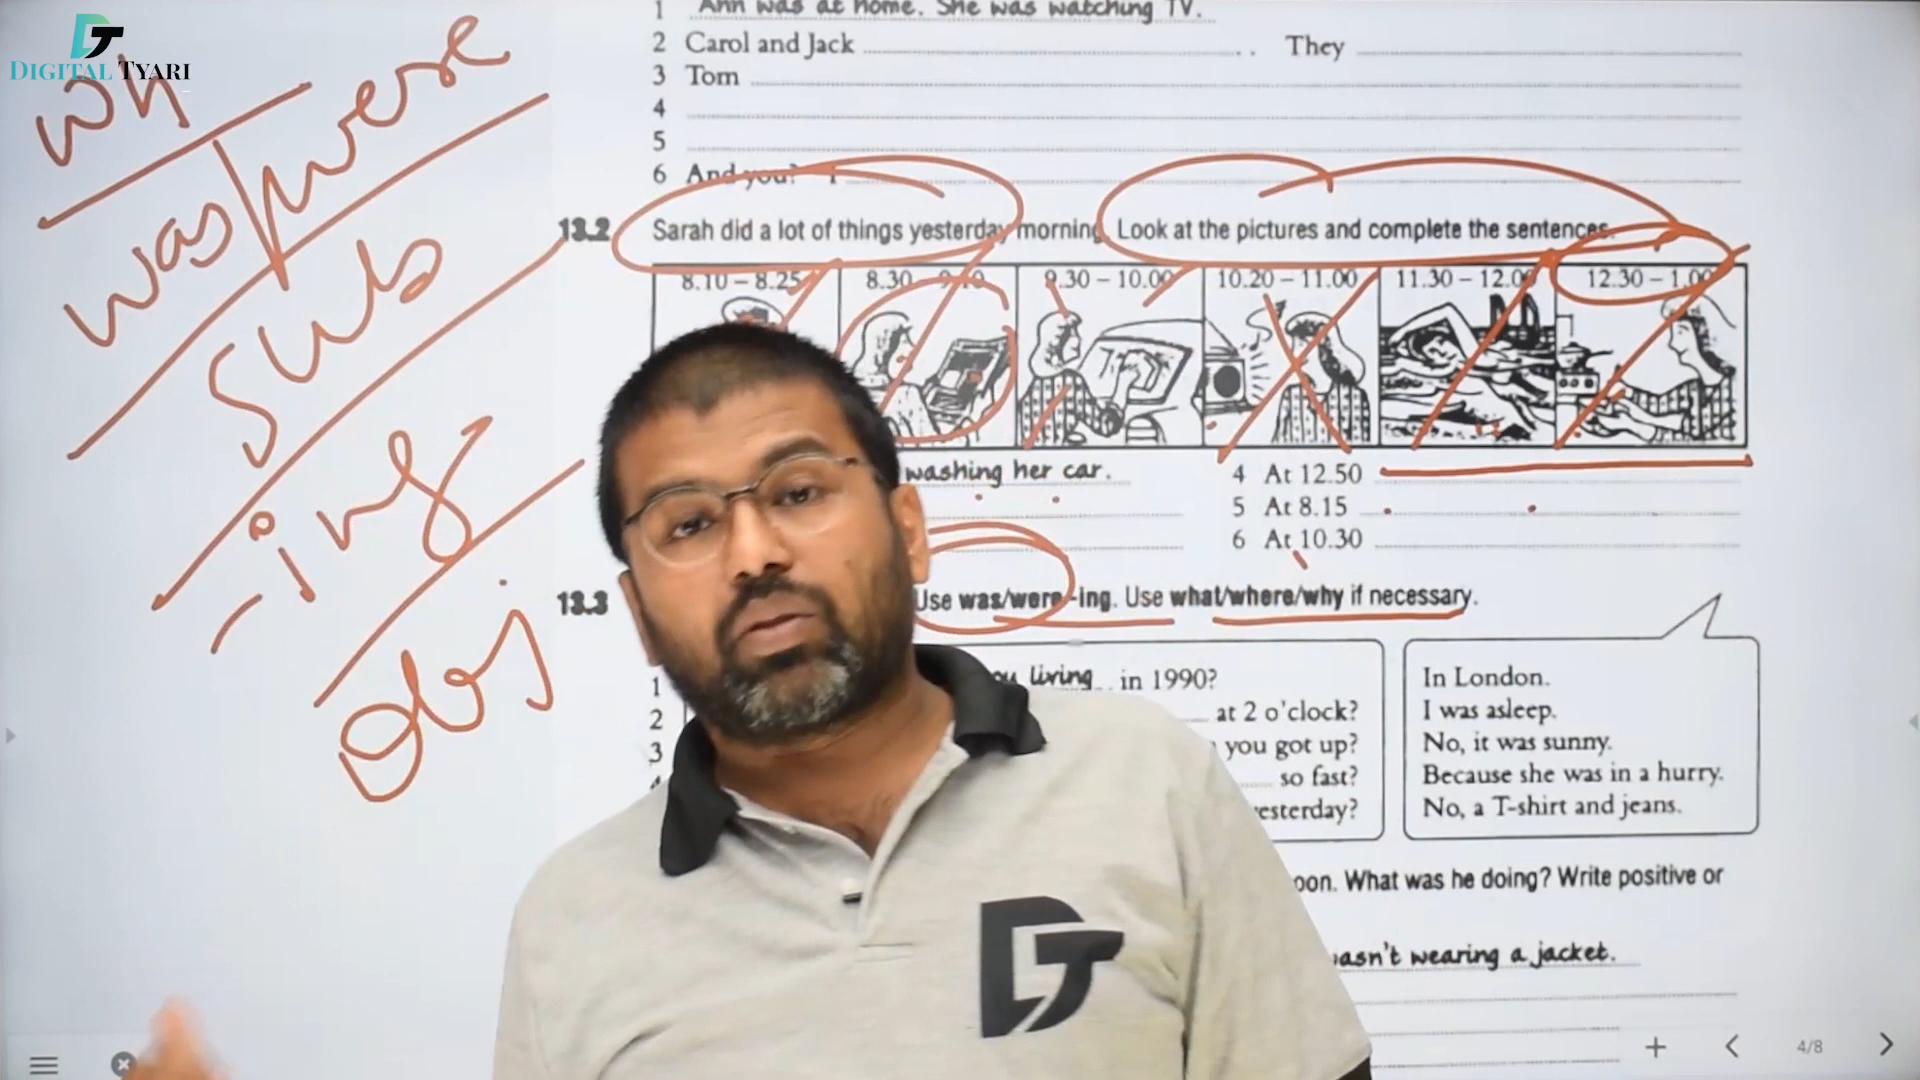 DT
DIGITAL TYARI
wh
was/were
sub
-ing
obj
1 Ann was at home. She was watching TV.
2 Carol and Jack .. They
3 Tom
4
5
6 And you? I
13.2 Sarah did a lot of things yesterday morning. Look at the pictures and complete the sentences.
8.10 – 8.25 8.30 – 9.10 9.30 – 10.00 10.20 – 11.00 11.30 – 12.00 12.30 – 1.00
washing her car. 4 At 12.50
5 At 8.15
6 At 10.30
13.3 Use was/were -ing. Use what/where/why if necessary.
1 living in 1990? In London.
2 at 2 o'clock? I was asleep.
3 you got up? No, it was sunny.
so fast? Because she was in a hurry.
yesterday? No, a T-shirt and jeans.
What was he doing? Write positive or
wasn't wearing a jacket.
DT
4/8